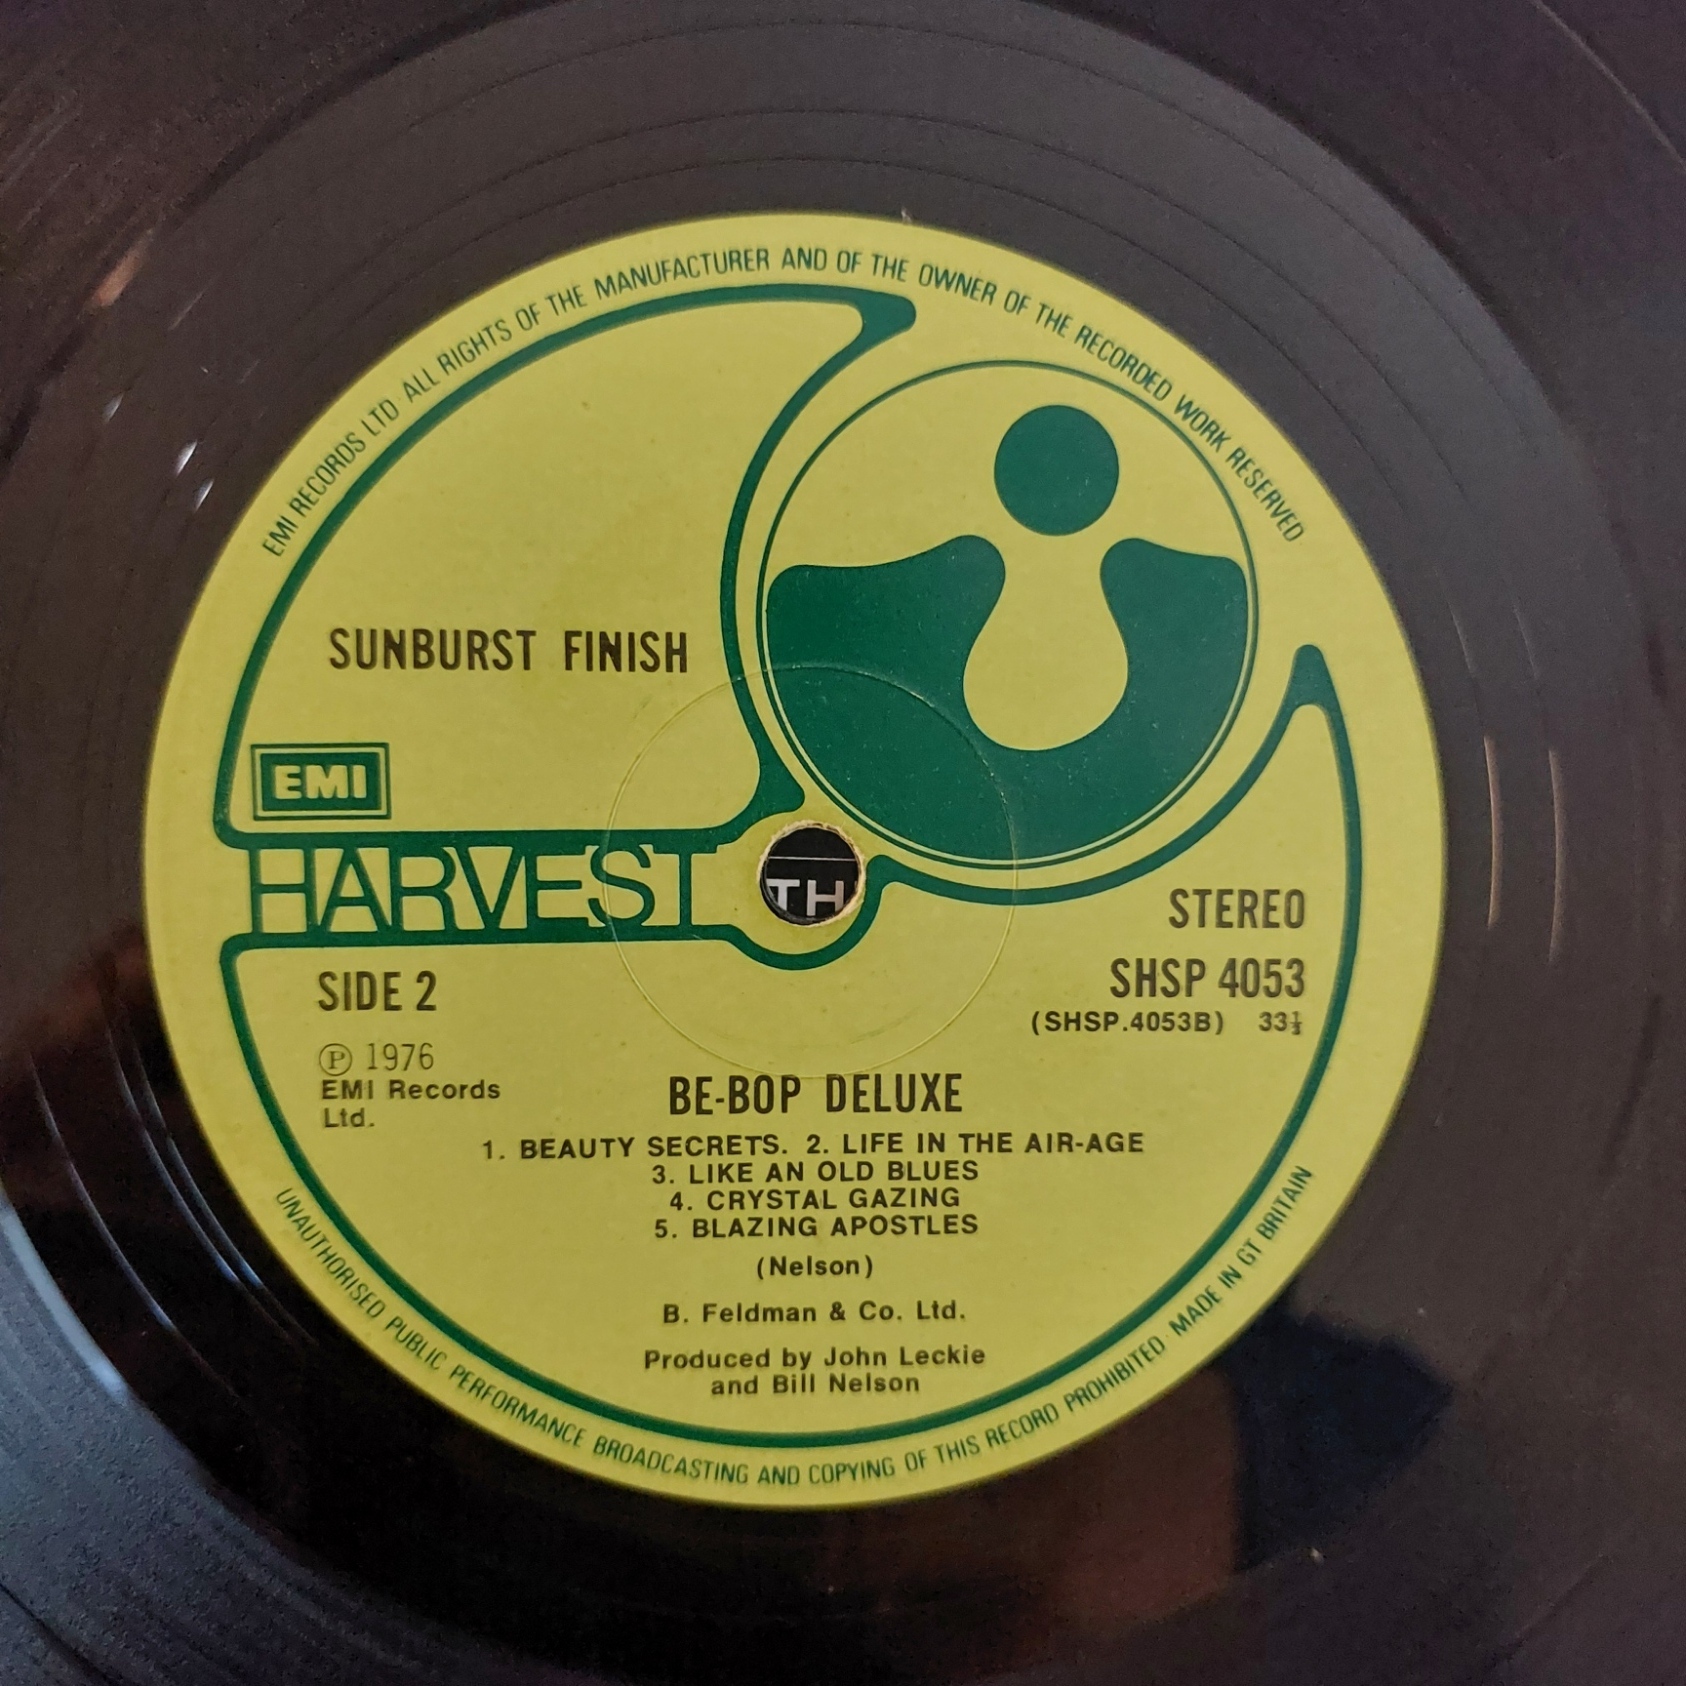 EMI RECORDS LTD · ALL RIGHTS OF THE MANUFACTURER AND OF THE OWNER OF THE RECORDED WORK RESERVED
SUNBURST FINISH
EMI
HARVEST
TH
STEREO
SIDE 2
SHSP 4053
(SHSP.4053B) 33⅓
Ⓟ 1976
EMI Records
Ltd.
BE-BOP DELUXE
1. BEAUTY SECRETS. 2. LIFE IN THE AIR-AGE
3. LIKE AN OLD BLUES
4. CRYSTAL GAZING
5. BLAZING APOSTLES
(Nelson)
B. Feldman & Co. Ltd.
Produced by John Leckie
and Bill Nelson
UNAUTHORISED PUBLIC PERFORMANCE BROADCASTING AND COPYING OF THIS RECORD PROHIBITED · MADE IN GT BRITAIN